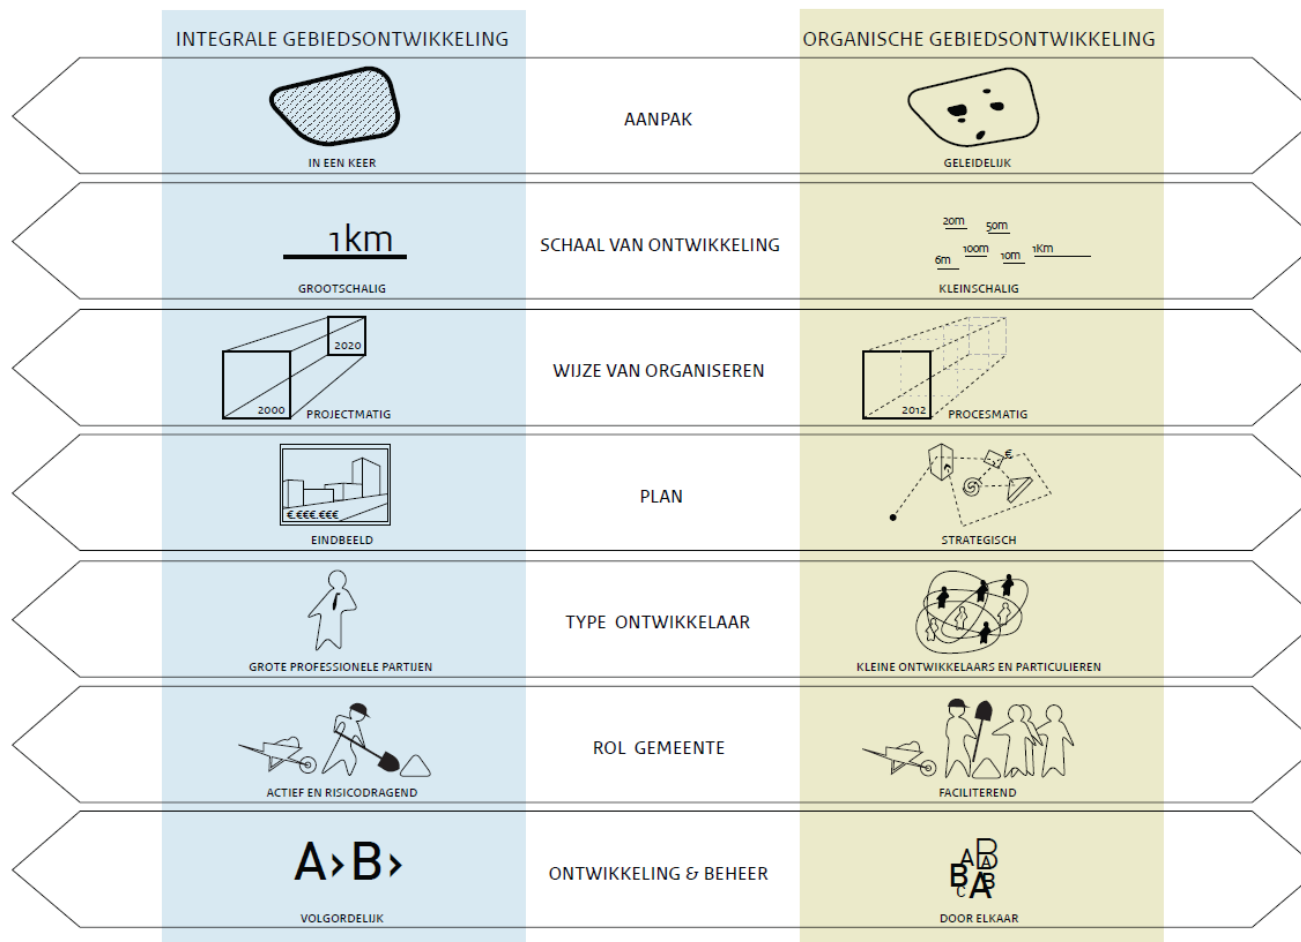 INTEGRALE GEBIEDSONTWIKKELING
ORGANISCHE GEBIEDSONTWIKKELING
IN EEN KEER
AANPAK
GELEIDELIJK
1km
GROOTSCHALIG
SCHAAL VAN ONTWIKKELING
20m
50m
6m
100m
10m
1Km
KLEINSCHALIG
2020
2000
PROJECTMATIG
WIJZE VAN ORGANISEREN
2012
PROCESMATIG
€.€€€.€€€
EINDBEELD
PLAN
€
STRATEGISCH
GROTE PROFESSIONELE PARTIJEN
TYPE ONTWIKKELAAR
KLEINE ONTWIKKELAARS EN PARTICULIEREN
ACTIEF EN RISICODRAGEND
ROL GEMEENTE
FACILITEREND
A›B›
VOLGORDELIJK
ONTWIKKELING & BEHEER
A B A
B A B
C
DOOR ELKAAR